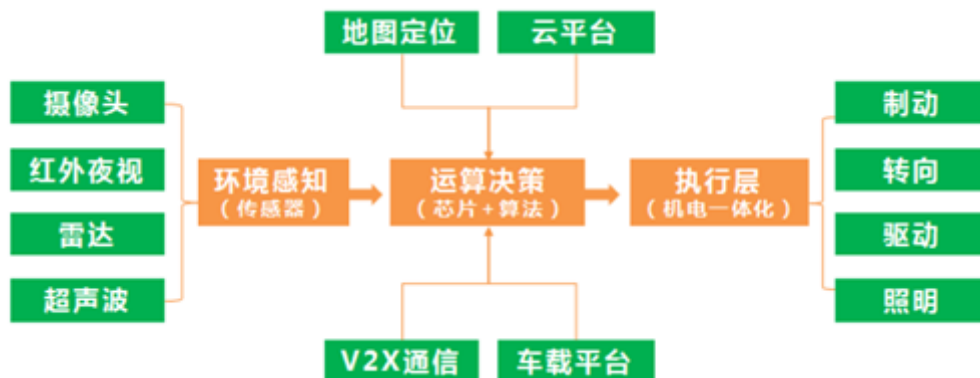 地图定位
云平台
摄像头
红外夜视
雷达
超声波
环境感知
（传感器）
运算决策
（芯片+算法）
执行层
（机电一体化）
制动
转向
驱动
照明
V2X通信
车载平台